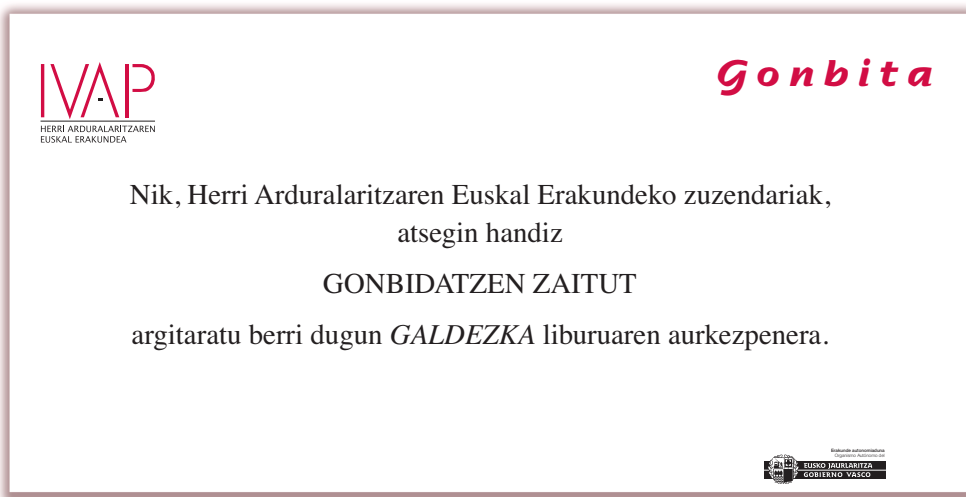 IVAP
HERRI ARDURALARITZAREN
EUSKAL ERAKUNDEA
Gonbita
Nik, Herri Arduralaritzaren Euskal Erakundeko zuzendariak,
atsegin handiz
GONBIDATZEN ZAITUT
argitaratu berri dugun GALDEZKA liburuaren aurkezpenera.
Erakunde autonomiaduna
Organismo Autónomo del
EUSKO JAURLARITZA
GOBIERNO VASCO